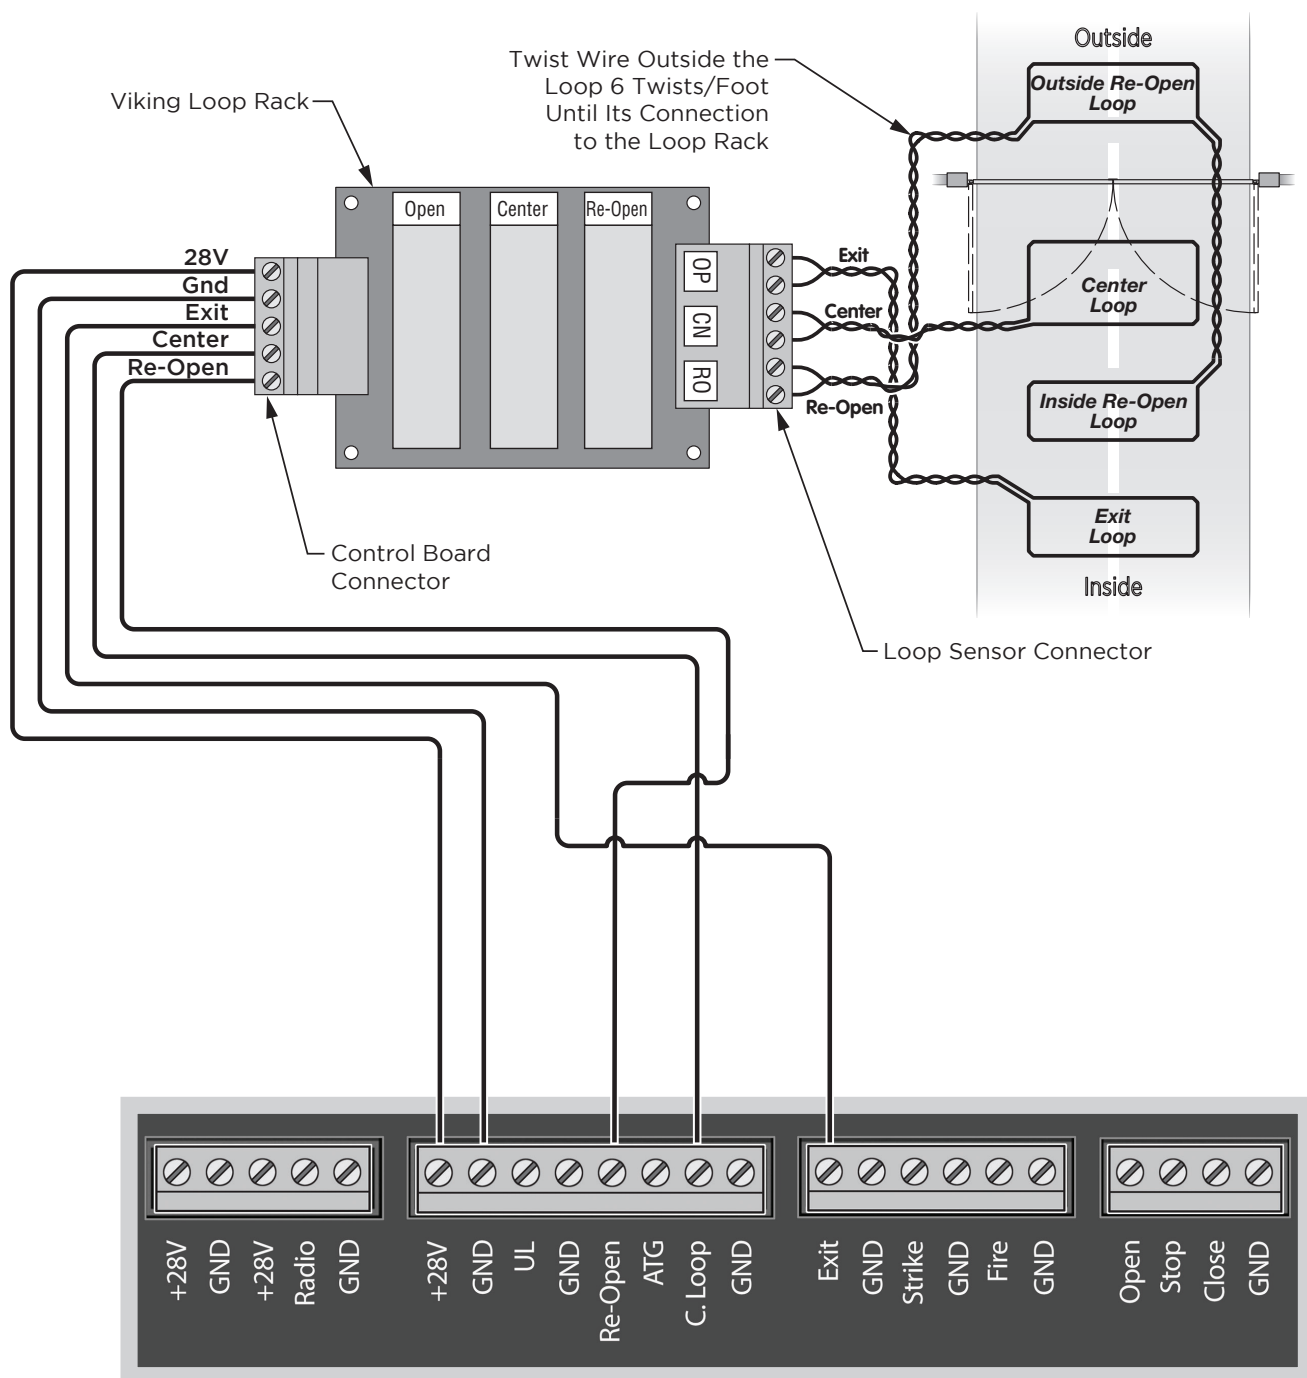 Outside
Twist Wire Outside the
Loop 6 Twists/Foot
Until Its Connection
to the Loop Rack
Outside Re-Open
Loop
Viking Loop Rack
Open
Center
Re-Open
28V
Gnd
Exit
Center
Re-Open
OP
CN
RO
Exit
Center
Re-Open
Center
Loop
Inside Re-Open
Loop
Exit
Loop
Inside
Control Board
Connector
Loop Sensor Connector
+28V
GND
+28V
Radio
GND
+28V
GND
UL
GND
Re-Open
ATG
C. Loop
GND
Exit
GND
Strike
GND
Fire
GND
Open
Stop
Close
GND